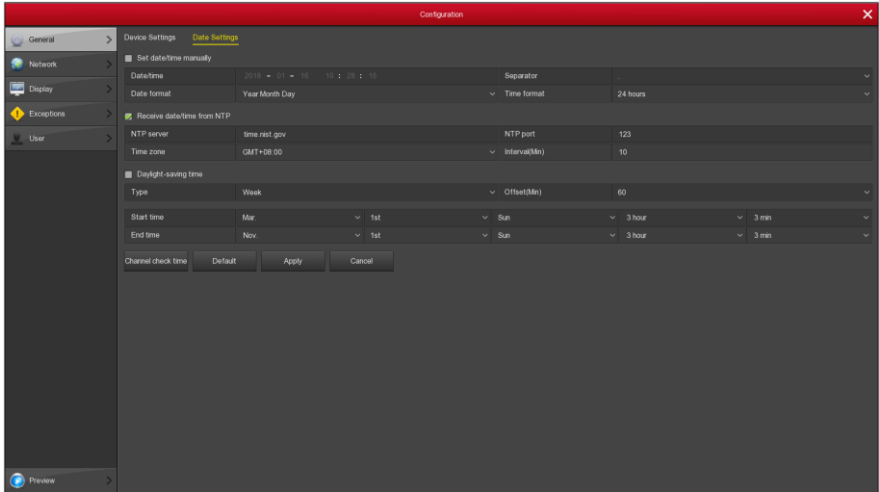 Configuration
General
Network
Display
Exceptions
User
Preview
Device Settings Date Settings
Set date/time manually
Date/time 2018 - 01 - 16 19 : 28 : 16 Separator .
Date format Year Month Day Time format 24 hours
Receive date/time from NTP
NTP server time.nist.gov NTP port 123
Time zone GMT+08:00 Interval(Min) 10
Daylight-saving time
Type Week Offset(Min) 60
Start time Mar. 1st Sun 3 hour 3 min
End time Nov. 1st Sun 3 hour 3 min
Channel check time Default Apply Cancel